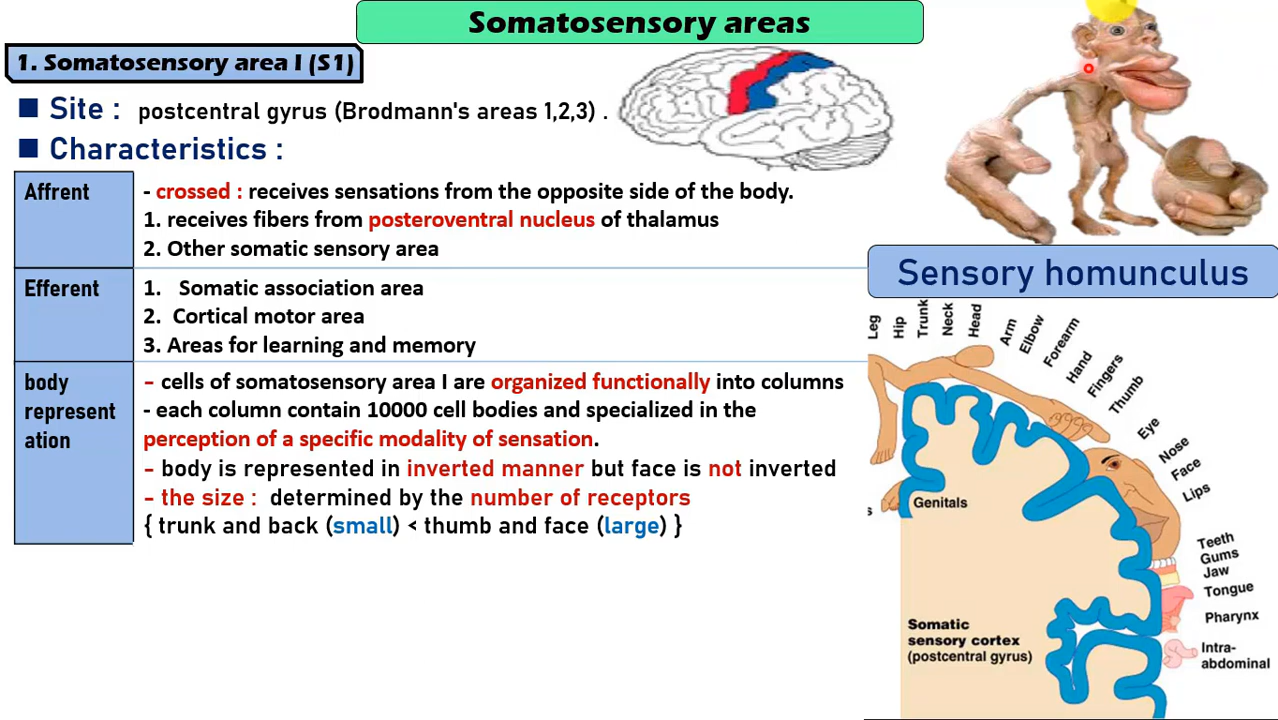 Somatosensory areas
1. Somatosensory area I (S1)
■ Site : postcentral gyrus (Brodmann's areas 1,2,3) .
■ Characteristics :
Affrent
- crossed : receives sensations from the opposite side of the body.
1. receives fibers from posteroventral nucleus of thalamus
2. Other somatic sensory area
Efferent
1. Somatic association area
2. Cortical motor area
3. Areas for learning and memory
body
represent
ation
- cells of somatosensory area I are organized functionally into columns
- each column contain 10000 cell bodies and specialized in the
perception of a specific modality of sensation.
- body is represented in inverted manner but face is not inverted
- the size : determined by the number of receptors
{ trunk and back (small) < thumb and face (large) }
Sensory homunculus
Leg
Hip
Trunk
Neck
Head
Arm
Elbow
Forearm
Hand
Fingers
Thumb
Eye
Nose
Face
Lips
Teeth
Gums
Jaw
Tongue
Pharynx
Intra-
abdominal
s
Genitals
Somatic
sensory cortex
(postcentral gyrus)